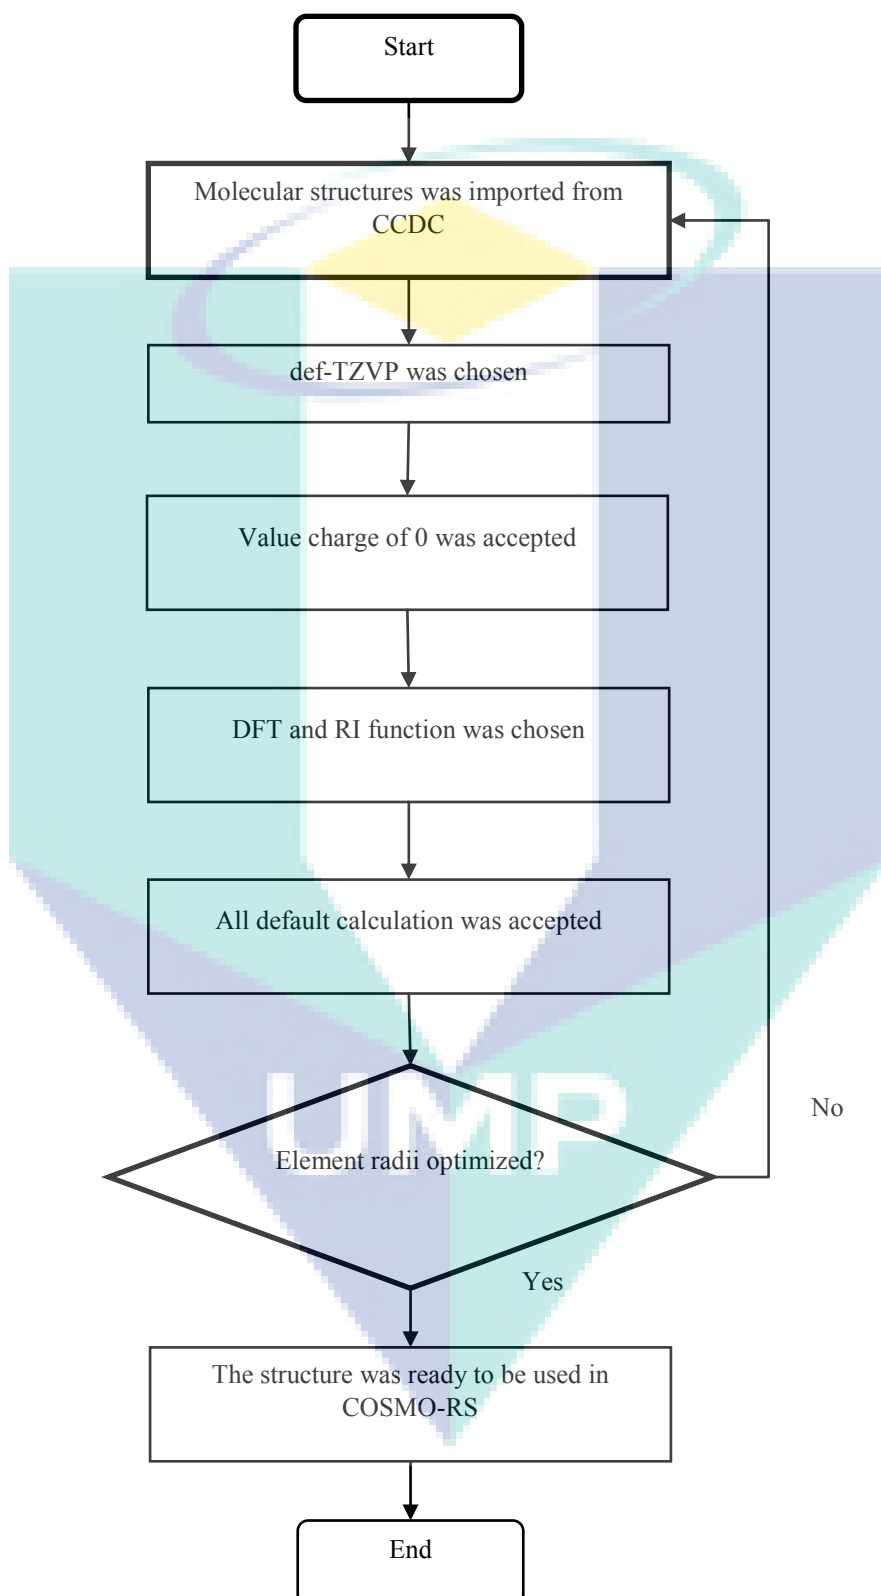 Start
Molecular structures was imported from
CCDC
def-TZVP was chosen
Value charge of 0 was accepted
DFT and RI function was chosen
All default calculation was accepted
UMP
No
Element radii optimized?
Yes
The structure was ready to be used in
COSMO-RS
End